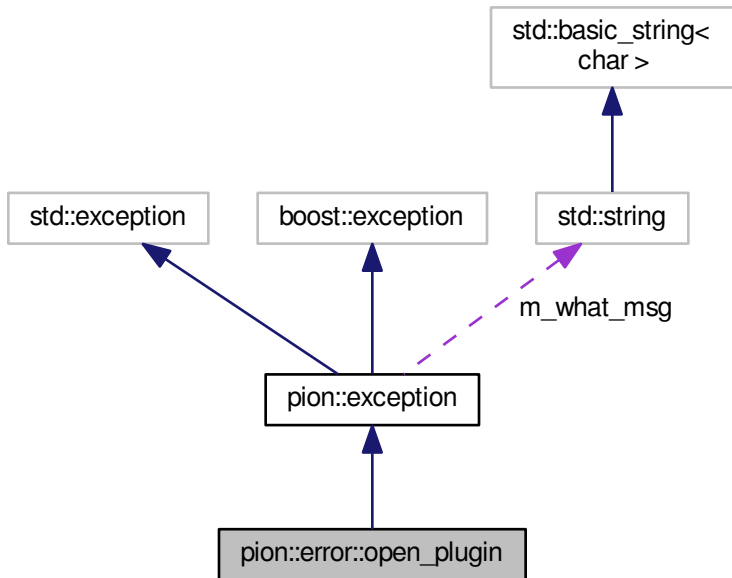 std::basic_string<
char >
std::exception
boost::exception
std::string
m_what_msg
pion::exception
pion::error::open_plugin